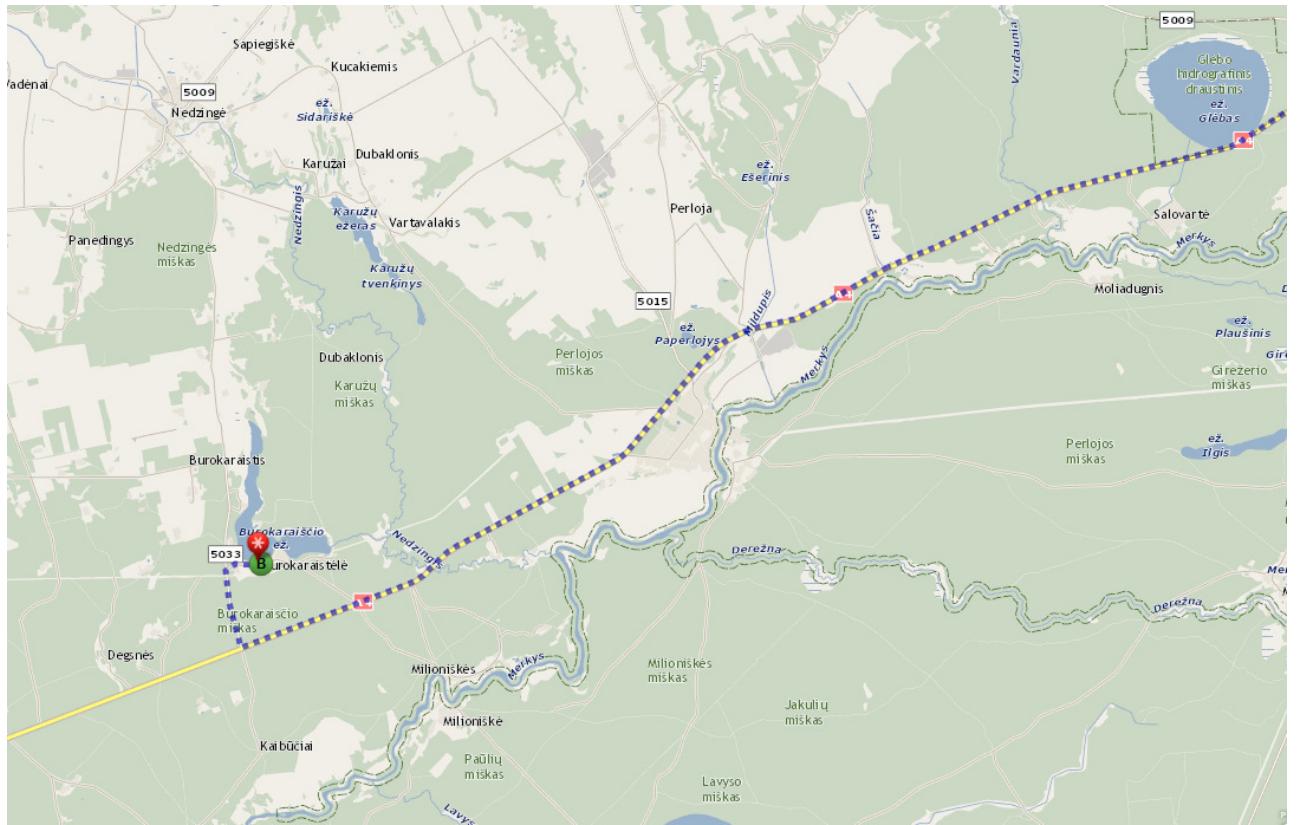 5009
Sapiegiškė
Kucakiemis
Vadėnai
5009
Nedzingė
ež.
Sidariškė
Vardaunia
Glėbo
hidrografinis
draustinis
ež.
Glėbas
Dubaklonis
Karužai
Ešerinis
ež.
Perloja
Šačia
Salovartė
Nedzingis
Karužų
ežeras
Vartavalakis
Panedingys
Nedzingės
miškas
Karužų
tvenkinys
Merkys
Moliadugnis
5015
Mildupis
ež.
Paperlojys
ež.
Plaušinis
Dubaklonis
Perlojos
miškas
Merkys
Girežerio
miškas
Karužų
miškas
Burokaraistis
Perlojos
miškas
ež.
Ilgis
Burokaraiščio
ež.
5033
B
Burokaraistėlė
Nedzingis
Derežna
Derežna
Burokaraiščio
miškas
Degsnės
Milioniškės
Merkys
Milioniškės
miškas
Jakulių
miškas
Milioniškė
Kaibūčiai
Paūlių
miškas
Lavyso
miškas